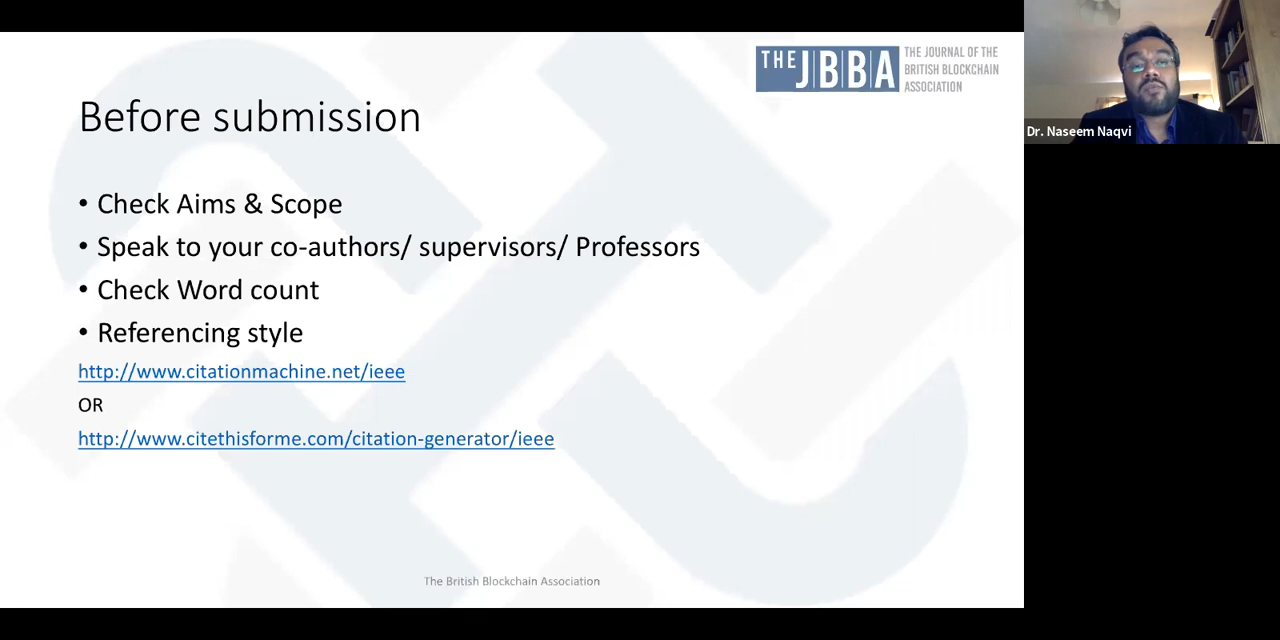 THE JBBA
THE JOURNAL OF THE
BRITISH BLOCKCHAIN
ASSOCIATION
Before submission
• Check Aims & Scope
• Speak to your co-authors/ supervisors/ Professors
• Check Word count
• Referencing style
http://www.citationmachine.net/ieee
OR
http://www.citethisforme.com/citation-generator/ieee
The British Blockchain Association
Dr. Naseem Naqvi